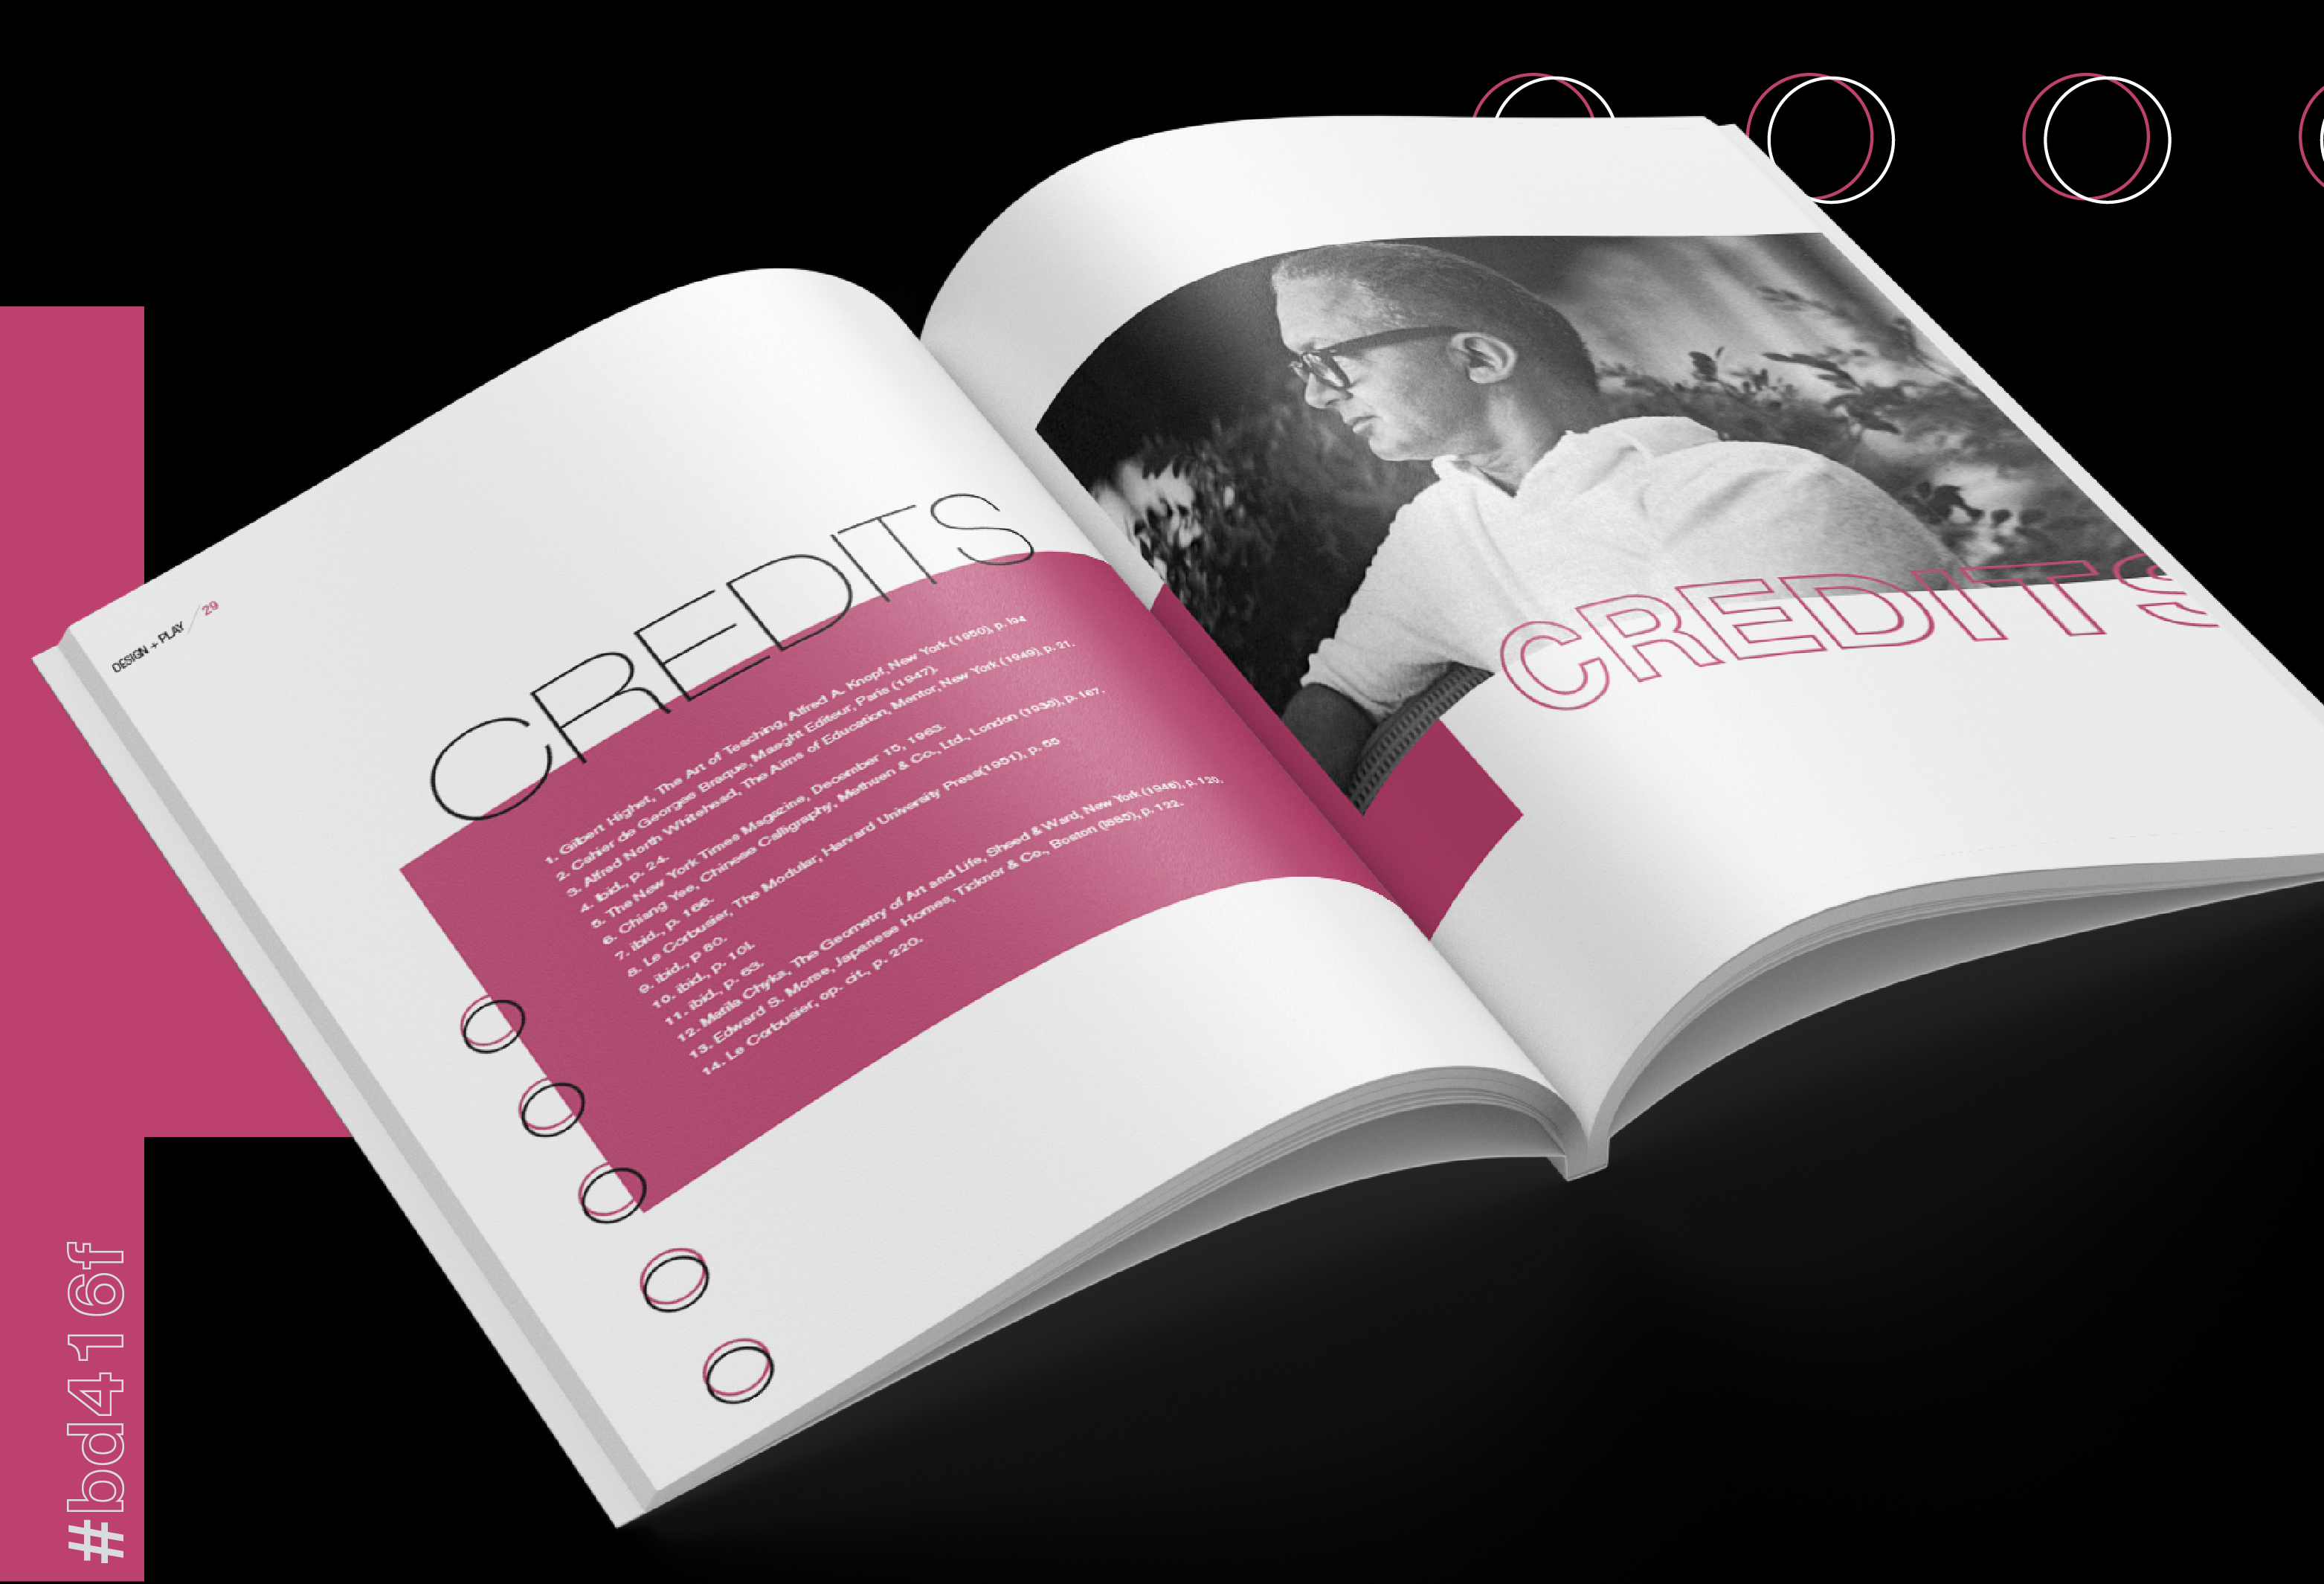 DESIGN + PLAY / 29
CREDITS
1. Gilbert Highet, The Art of Teaching, Alfred A. Knopf, New York (1950), p. 194
2. Cahier de Georges Braque, Maeght Editeur, Paris (1947).
3. Alfred North Whitehead, The Aims of Education, Mentor, New York (1949), p. 21.
4. Ibid., p. 24.
5. The New York Times Magazine, December 15, 1963.
6. Chiang Yee, Chinese Calligraphy, Methuen & Co., Ltd., London (1938), p. 167.
7. ibid., p. 166.
8. Le Corbusier, The Modular, Harvard University Press(1951), p. 55
9. ibid., p 80.
10. ibid., p. 101.
11. ibid., p. 63.
12. Matila Ghyka, The Geometry of Art and Life, Sheed & Ward, New York (1946), p. 120.
13. Edward S. Morse, Japanese Homes, Ticknor & Co., Boston (1885), p. 122.
14. Le Corbusier, op. cit., p. 220.
CREDITS
#bd416f